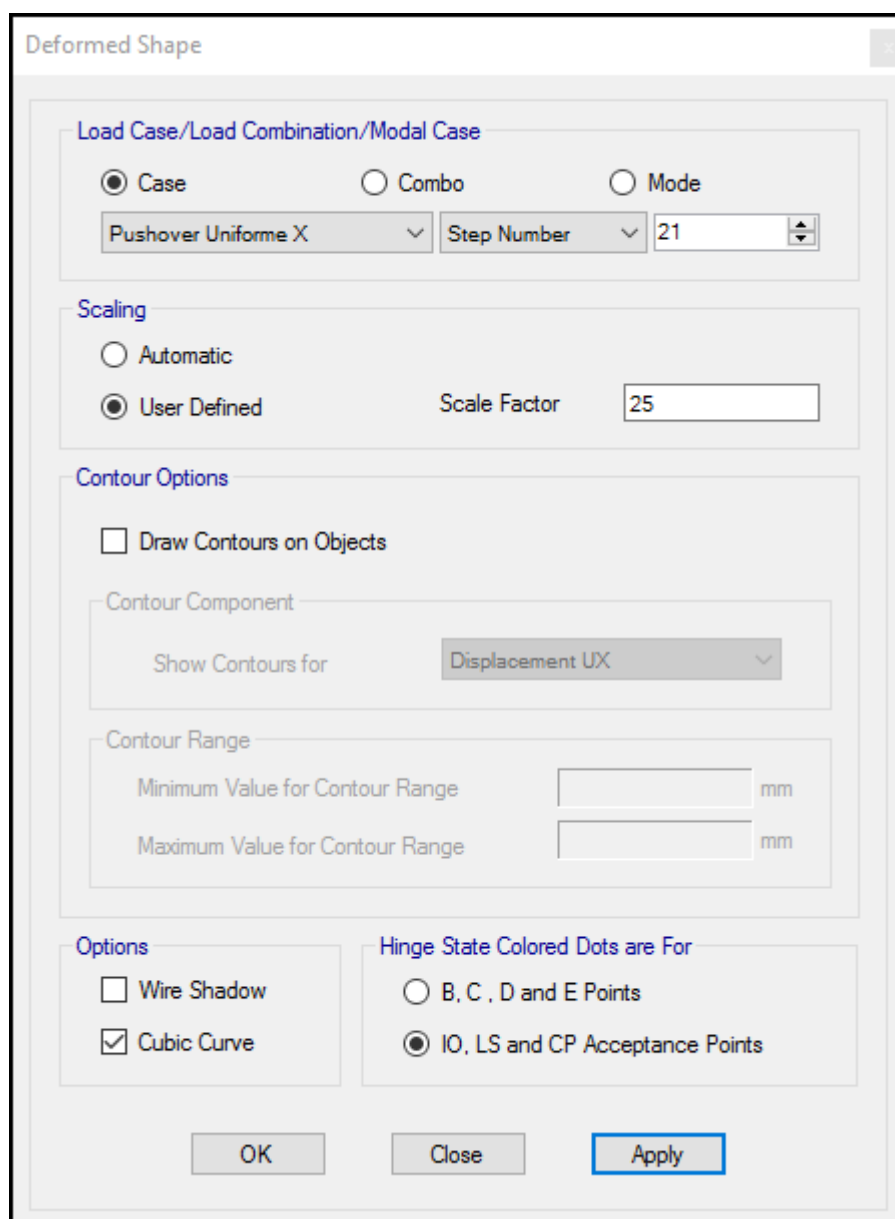 Deformed Shape
Load Case/Load Combination/Modal Case
Case Combo Mode
Pushover Uniforme X Step Number 21
Scaling
Automatic
User Defined Scale Factor 25
Contour Options
Draw Contours on Objects
Contour Component
Show Contours for Displacement UX
Contour Range
Minimum Value for Contour Range mm
Maximum Value for Contour Range mm
Options Hinge State Colored Dots are For
Wire Shadow B, C , D and E Points
Cubic Curve IO, LS and CP Acceptance Points
OK Close Apply